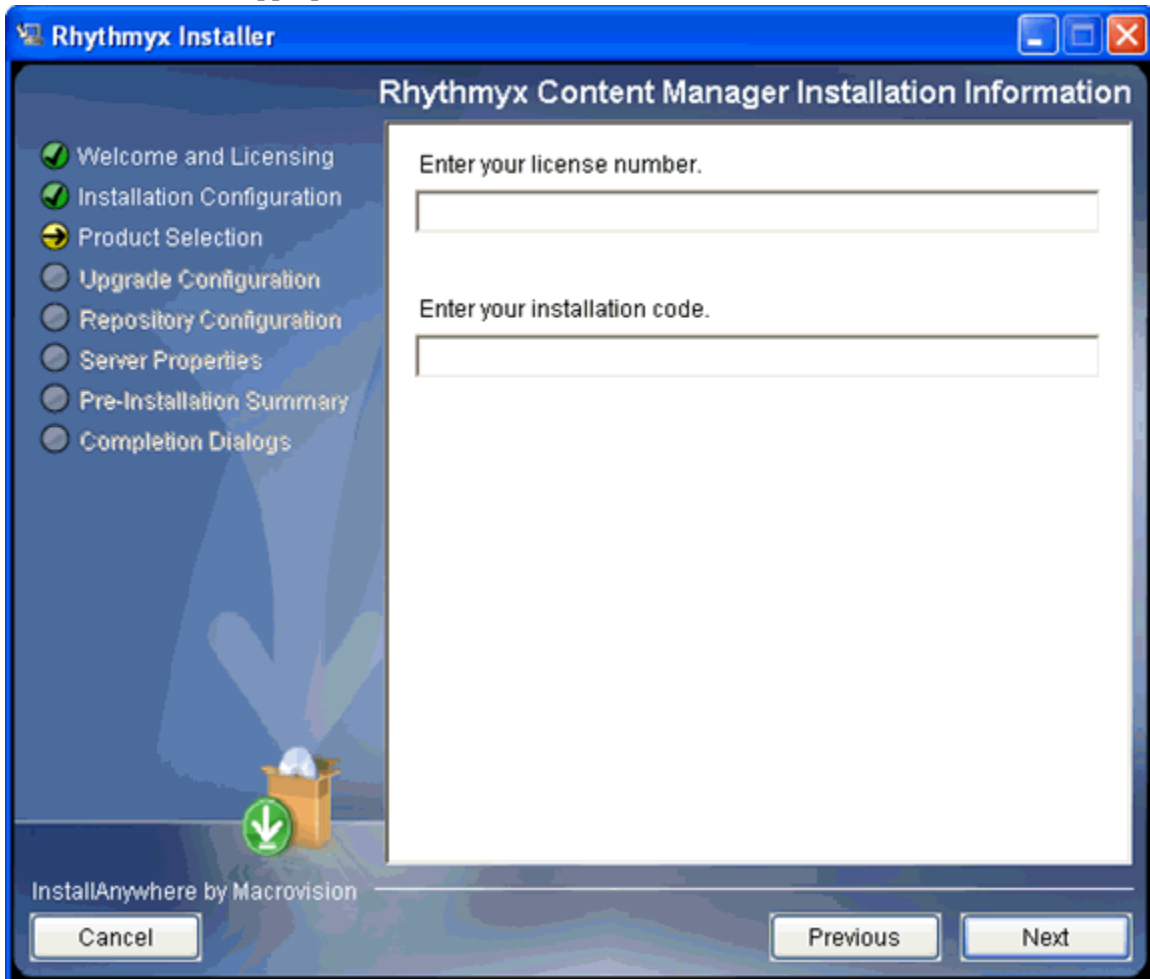 Rhythmyx Installer
Rhythmyx Content Manager Installation Information
Welcome and Licensing
Installation Configuration
Product Selection
Upgrade Configuration
Repository Configuration
Server Properties
Pre-Installation Summary
Completion Dialogs
Enter your license number.
Enter your installation code.
InstallAnywhere by Macrovision
Cancel
Previous
Next